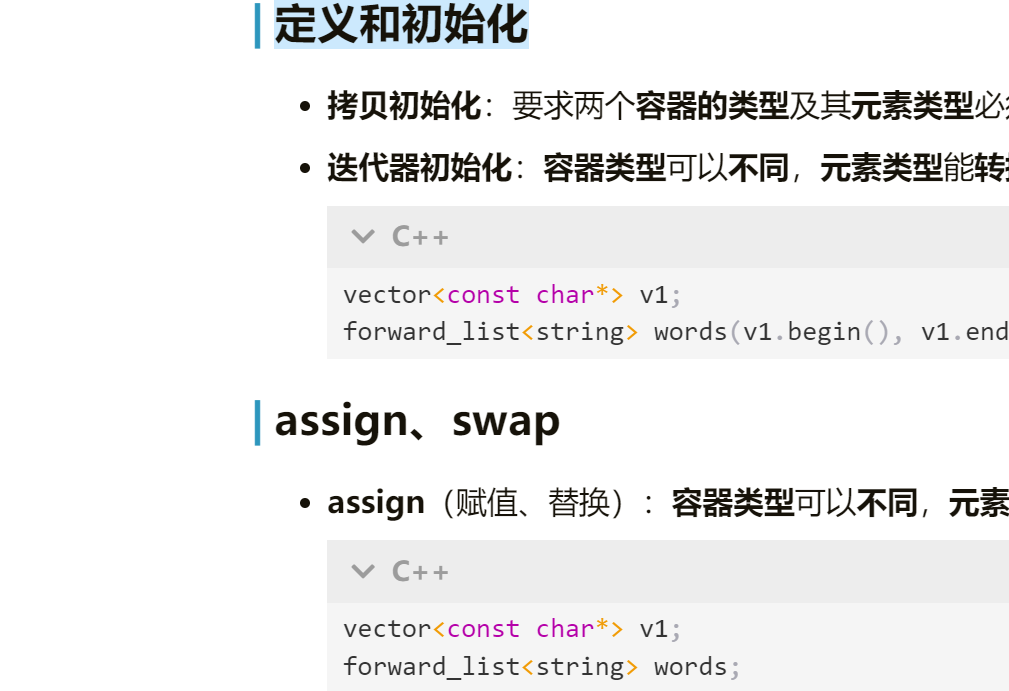 定义和初始化
拷贝初始化：要求两个容器的类型及其元素类型必
迭代器初始化：容器类型可以不同，元素类型能转
C++
vector<const char*> v1;
forward_list<string> words(v1.begin(), v1.end
assign、swap
assign（赋值、替换）：容器类型可以不同，元素
C++
vector<const char*> v1;
forward_list<string> words;